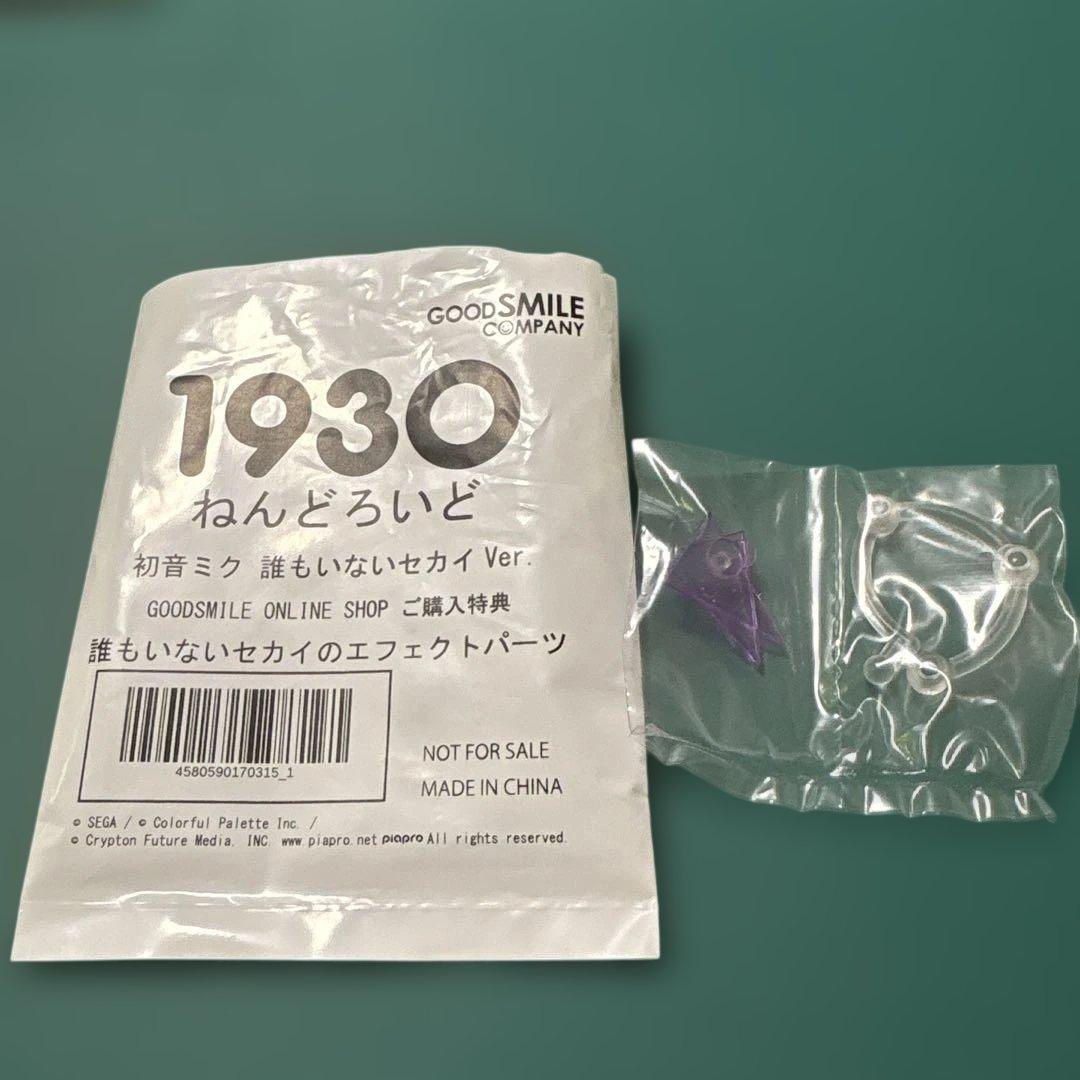 GOODSMILE
COMPANY
1930
ねんどろいど
初音ミク 誰もいないセカイ Ver.
GOODSMILE ONLINE SHOP ご購入特典
誰もいないセカイのエフェクトパーツ
4580590170315_1
NOT FOR SALE
MADE IN CHINA
© SEGA / © Colorful Palette Inc. /
© Crypton Future Media, INC. www.piapro.net piapro All rights reserved.